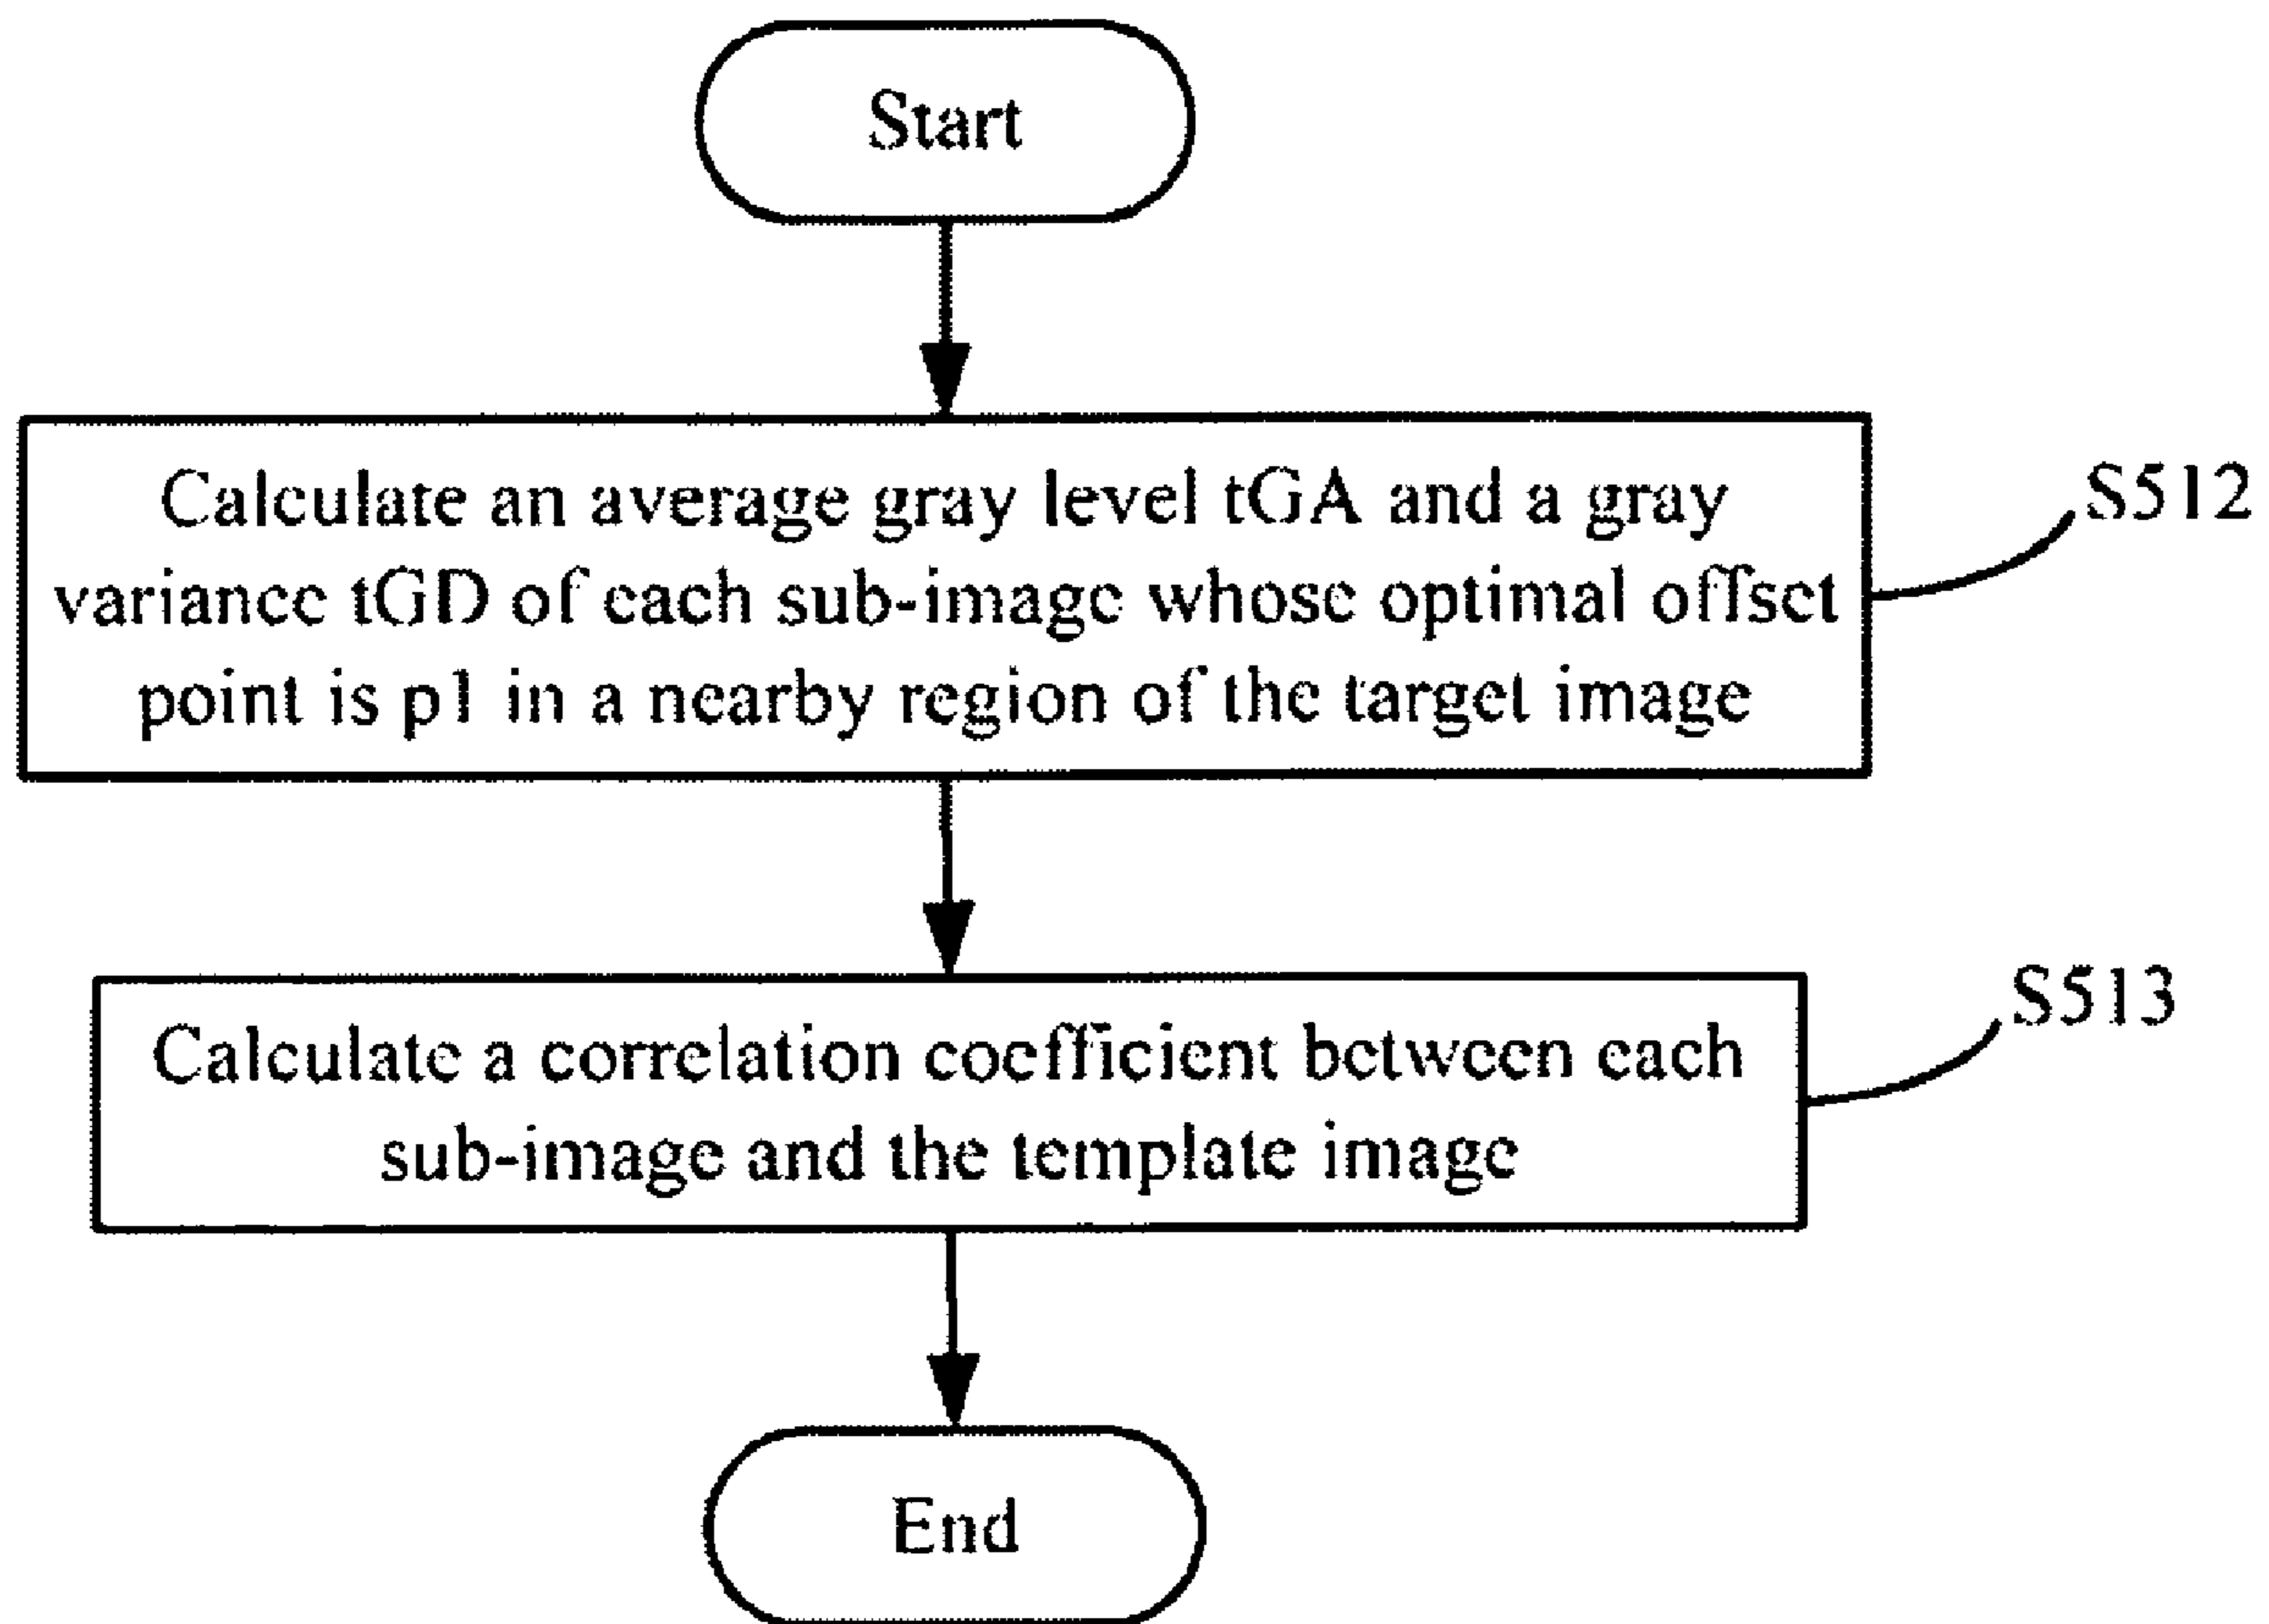 Start
Calculate an average gray level tGA and a gray
variance tGD of each sub-image whose optimal offset
point is p1 in a nearby region of the target image
S512
Calculate a correlation coefficient between each
sub-image and the template image
S513
End